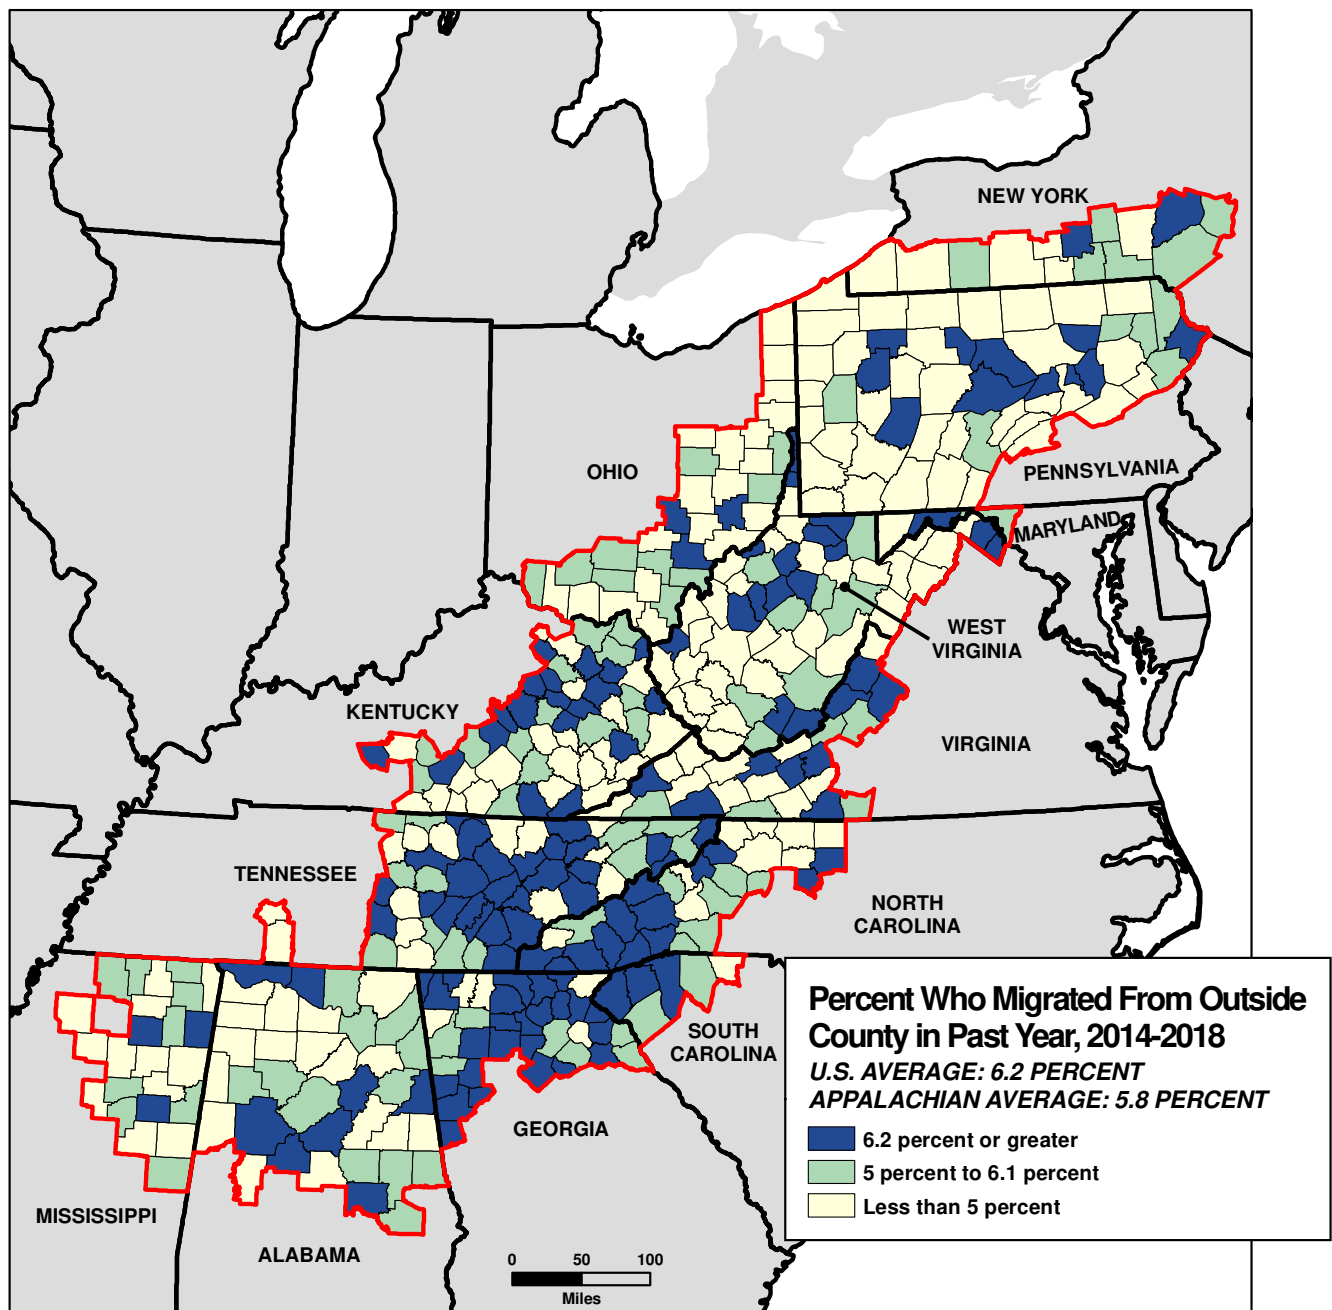 NEW YORK
OHIO
PENNSYLVANIA
MARYLAND
WEST
VIRGINIA
KENTUCKY
VIRGINIA
TENNESSEE
NORTH
CAROLINA
Percent Who Migrated From Outside
County in Past Year, 2014-2018
U.S. AVERAGE: 6.2 PERCENT
APPALACHIAN AVERAGE: 5.8 PERCENT
6.2 percent or greater
5 percent to 6.1 percent
Less than 5 percent
SOUTH
CAROLINA
GEORGIA
MISSISSIPPI
ALABAMA
0 50 100
Miles